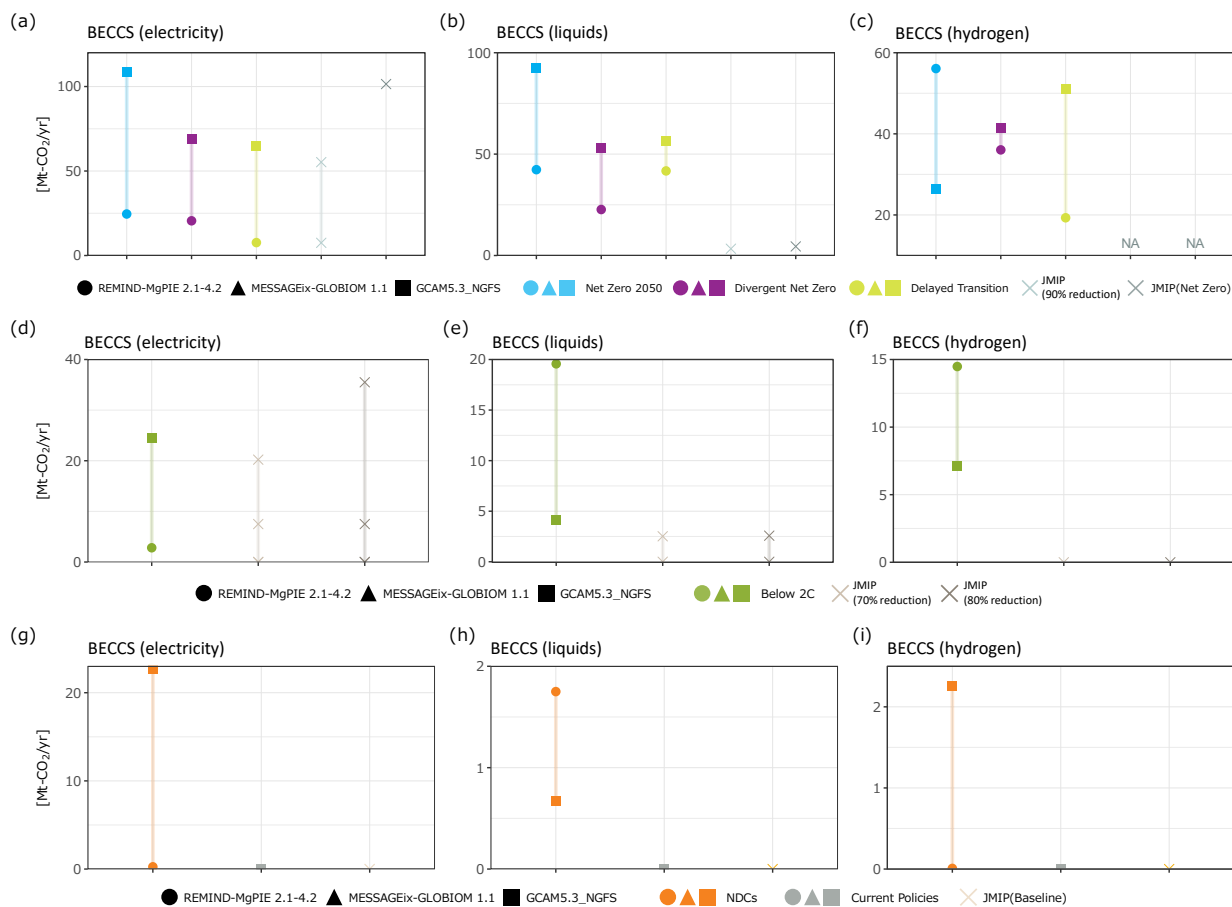 (a) (b) (c)
BECCS (electricity) BECCS (liquids) BECCS (hydrogen)
[Mt-CO₂/yr]
100
50
0
100
50
0
60
40
20
NA NA
REMIND-MgPIE 2.1-4.2 MESSAGEix-GLOBIOM 1.1 GCAM5.3_NGFS Net Zero 2050 Divergent Net Zero Delayed Transition JMIP (90% reduction) JMIP(Net Zero)
(d) (e) (f)
BECCS (electricity) BECCS (liquids) BECCS (hydrogen)
[Mt-CO₂/yr]
40
20
0
20
15
10
5
0
15
10
5
0
REMIND-MgPIE 2.1-4.2 MESSAGEix-GLOBIOM 1.1 GCAM5.3_NGFS Below 2C JMIP (70% reduction) JMIP (80% reduction)
(g) (h) (i)
BECCS (electricity) BECCS (liquids) BECCS (hydrogen)
[Mt-CO₂/yr]
20
10
0
2
1
0
2
1
0
REMIND-MgPIE 2.1-4.2 MESSAGEix-GLOBIOM 1.1 GCAM5.3_NGFS NDCs Current Policies JMIP(Baseline)